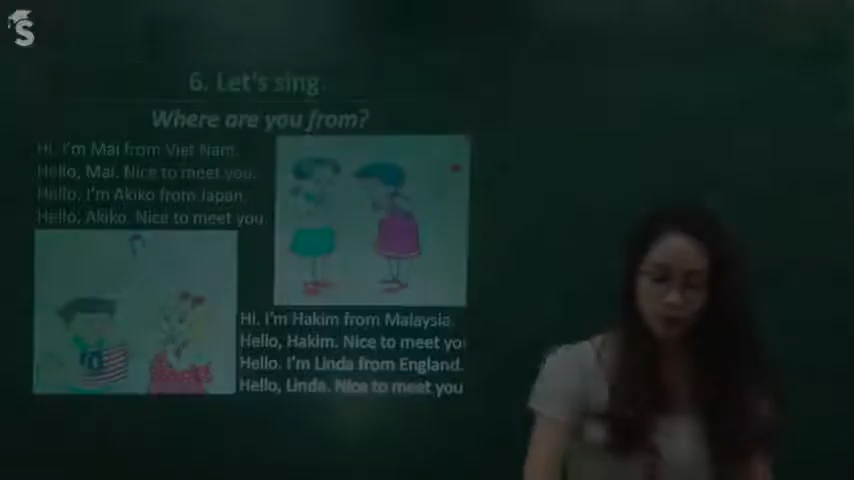 S
6. Let's sing.
Where are you from?
Hi. I'm Mai from Viet Nam.
Hello, Mai. Nice to meet you.
Hello. I'm Akiko from Japan.
Hello, Akiko. Nice to meet you.
Hi. I'm Hakim from Malaysia.
Hello, Hakim. Nice to meet yo
Hello. I'm Linda from England.
Hello, Linda. Nice to meet you